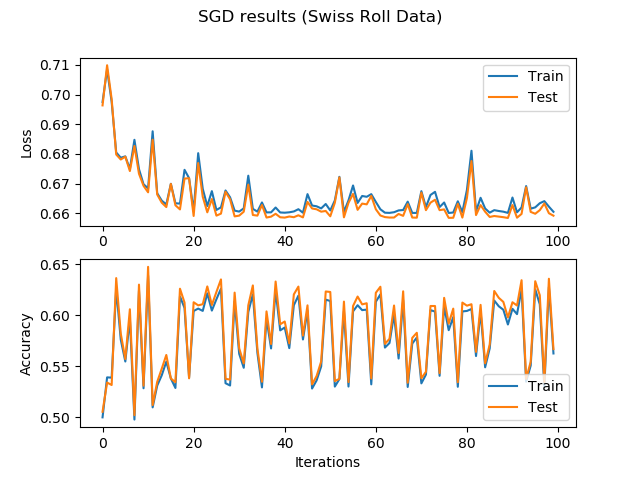 SGD results (Swiss Roll Data)
0.71
0.70
0.69
0.68
0.67
0.66
Loss
Train
Test
0 20 40 60 80 100
0.65
0.60
0.55
0.50
Accuracy
Train
Test
0 20 40 60 80 100
Iterations